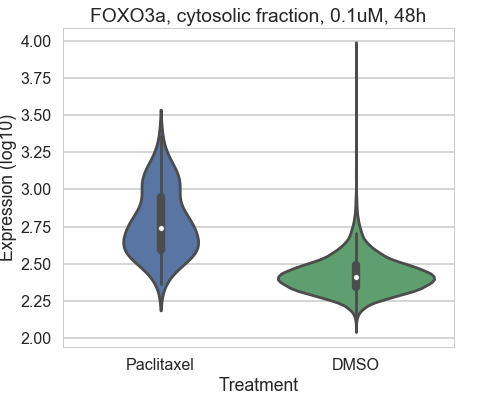 FOXO3a, cytosolic fraction, 0.1uM, 48h
4.00
3.75
3.50
3.25
3.00
2.75
2.50
2.25
2.00
Expression (log10)
Paclitaxel
DMSO
Treatment